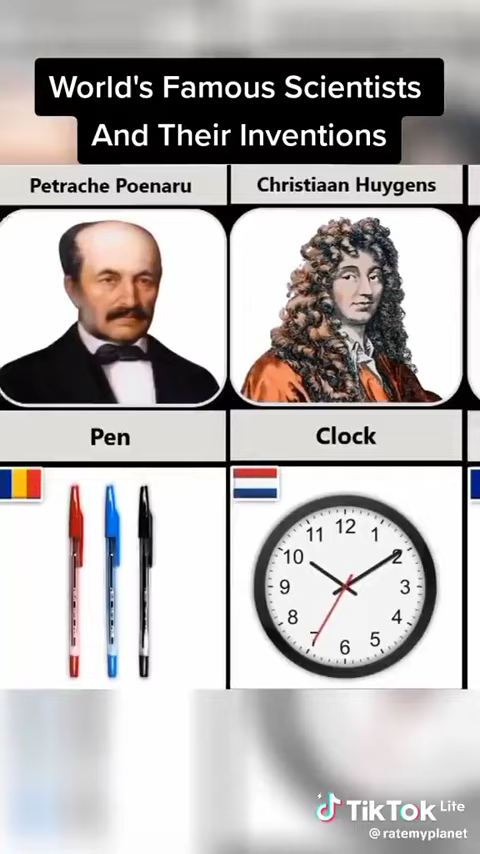 World's Famous Scientists
And Their Inventions
Petrache Poenaru
Christiaan Huygens
Pen
Clock
12
11
1
10
2
9
3
8
4
7
5
6
TikTok Lite
@ratemyplanet